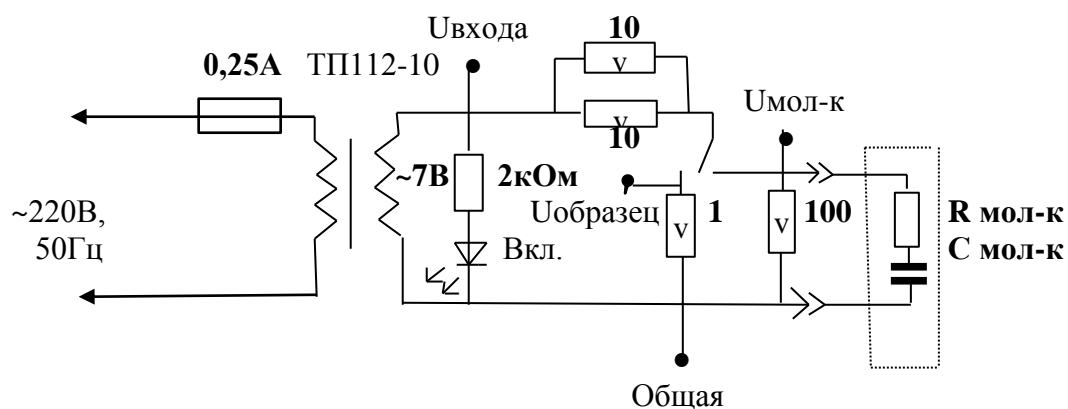 Uвхода
10
0,25А ТП112-10
v
Uмол-к
v
10
~7В
2кОм
Uобразец
1
100
R мол-к
С мол-к
~220В,
50Гц
v
v
Вкл.
Общая